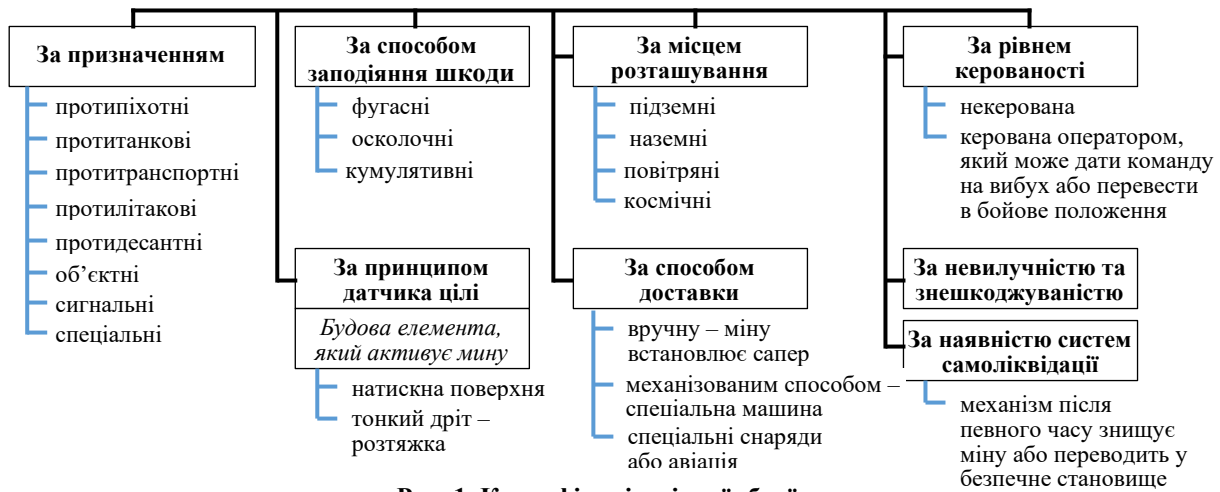 За призначенням
протипіхотні
протитанкові
протитранспортні
протилітакові
протидесантні
об’єктні
сигнальні
спеціальні
За способом
заподіяння шкоди
фугасні
осколочні
кумулятивні
За принципом
датчика цілі
Будова елемента,
який активує мину
натискна поверхня
тонкий дріт –
розтяжка
За місцем
розташування
підземні
наземні
повітряні
космічні
За способом
доставки
вручну – міну
встановлює сапер
механізованим способом –
спеціальна машина
спеціальні снаряди
або авіація
За рівнем
керованості
некерована
керована оператором,
який може дати команду
на вибух або перевести
в бойове положення
За невилучністю та
знешкоджуваністю
За наявністю систем
самоліквідації
механізм після
певного часу знищує
міну або переводить у
безпечне становище